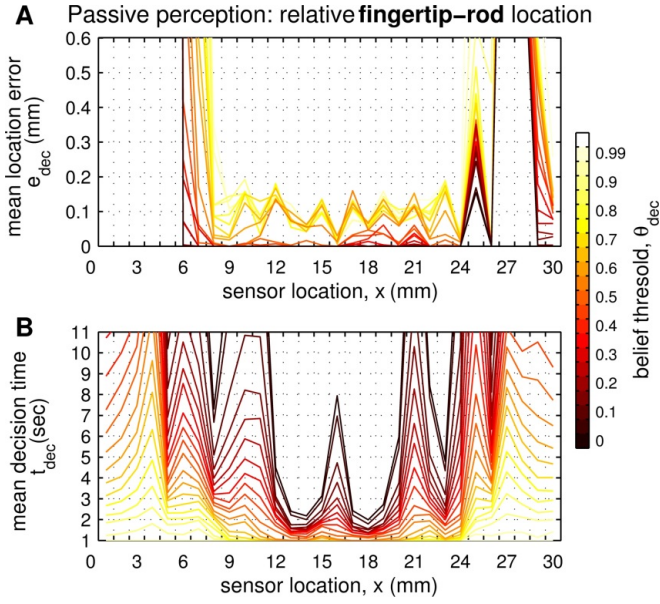 A Passive perception: relative fingertip−rod location
mean location error
e_dec (mm)
0.6
0.5
0.4
0.3
0.2
0.1
0
0 3 6 9 12 15 18 21 24 27 30
sensor location, x (mm)
B
mean decision time
t_dec(sec)
11
10
9
8
7
6
5
4
3
2
1
0 3 6 9 12 15 18 21 24 27 30
sensor location, x (mm)
0.99
0.9
0.8
0.7
0.6
0.5
0.4
0.3
0.2
0.1
0
belief thresold, θ_dec